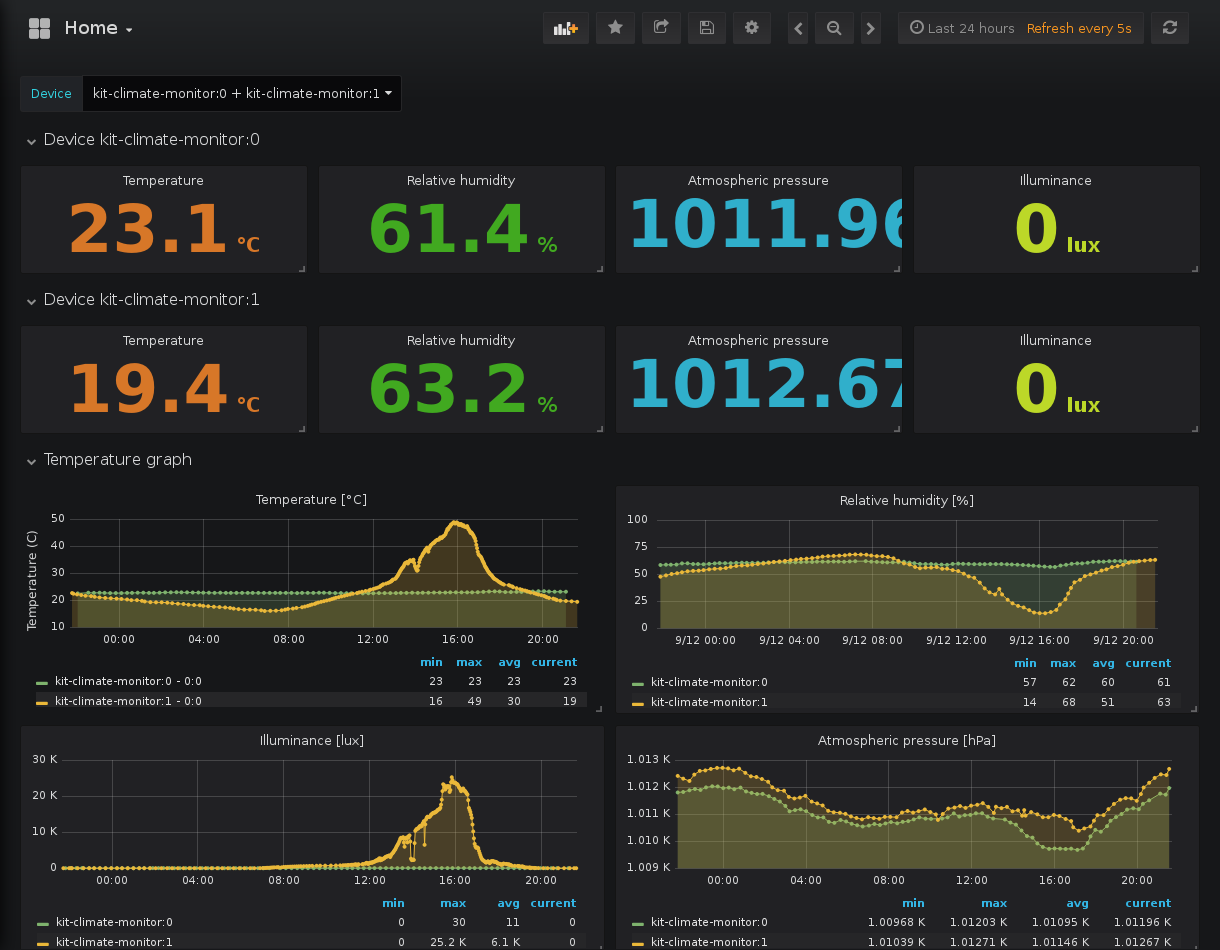 Home
Last 24 hours Refresh every 5s
Device kit-climate-monitor:0 + kit-climate-monitor:1
Device kit-climate-monitor:0
Temperature Relative humidity Atmospheric pressure Illuminance
23.1 °C 61.4 % 1011.96 0 lux
Device kit-climate-monitor:1
Temperature Relative humidity Atmospheric pressure Illuminance
19.4 °C 63.2 % 1012.67 0 lux
Temperature graph
Temperature [°C]
Temperature (C)
50
40
30
20
10
00:00 04:00 08:00 12:00 16:00 20:00
min max avg current
kit-climate-monitor:0 - 0:0 23 23 23 23
kit-climate-monitor:1 - 0:0 16 49 30 19
Relative humidity [%]
100
75
50
25
0
9/12 00:00 9/12 04:00 9/12 08:00 9/12 12:00 9/12 16:00 9/12 20:00
min max avg current
kit-climate-monitor:0 57 62 60 61
kit-climate-monitor:1 14 68 51 63
Illuminance [lux]
30 K
20 K
10 K
0
00:00 04:00 08:00 12:00 16:00 20:00
min max avg current
kit-climate-monitor:0 0 30 11 0
kit-climate-monitor:1 0 25.2 K 6.1 K 0
Atmospheric pressure [hPa]
1.013 K
1.012 K
1.011 K
1.010 K
1.009 K
00:00 04:00 08:00 12:00 16:00 20:00
min max avg current
kit-climate-monitor:0 1.00968 K 1.01203 K 1.01095 K 1.01196 K
kit-climate-monitor:1 1.01039 K 1.01271 K 1.01146 K 1.01267 K